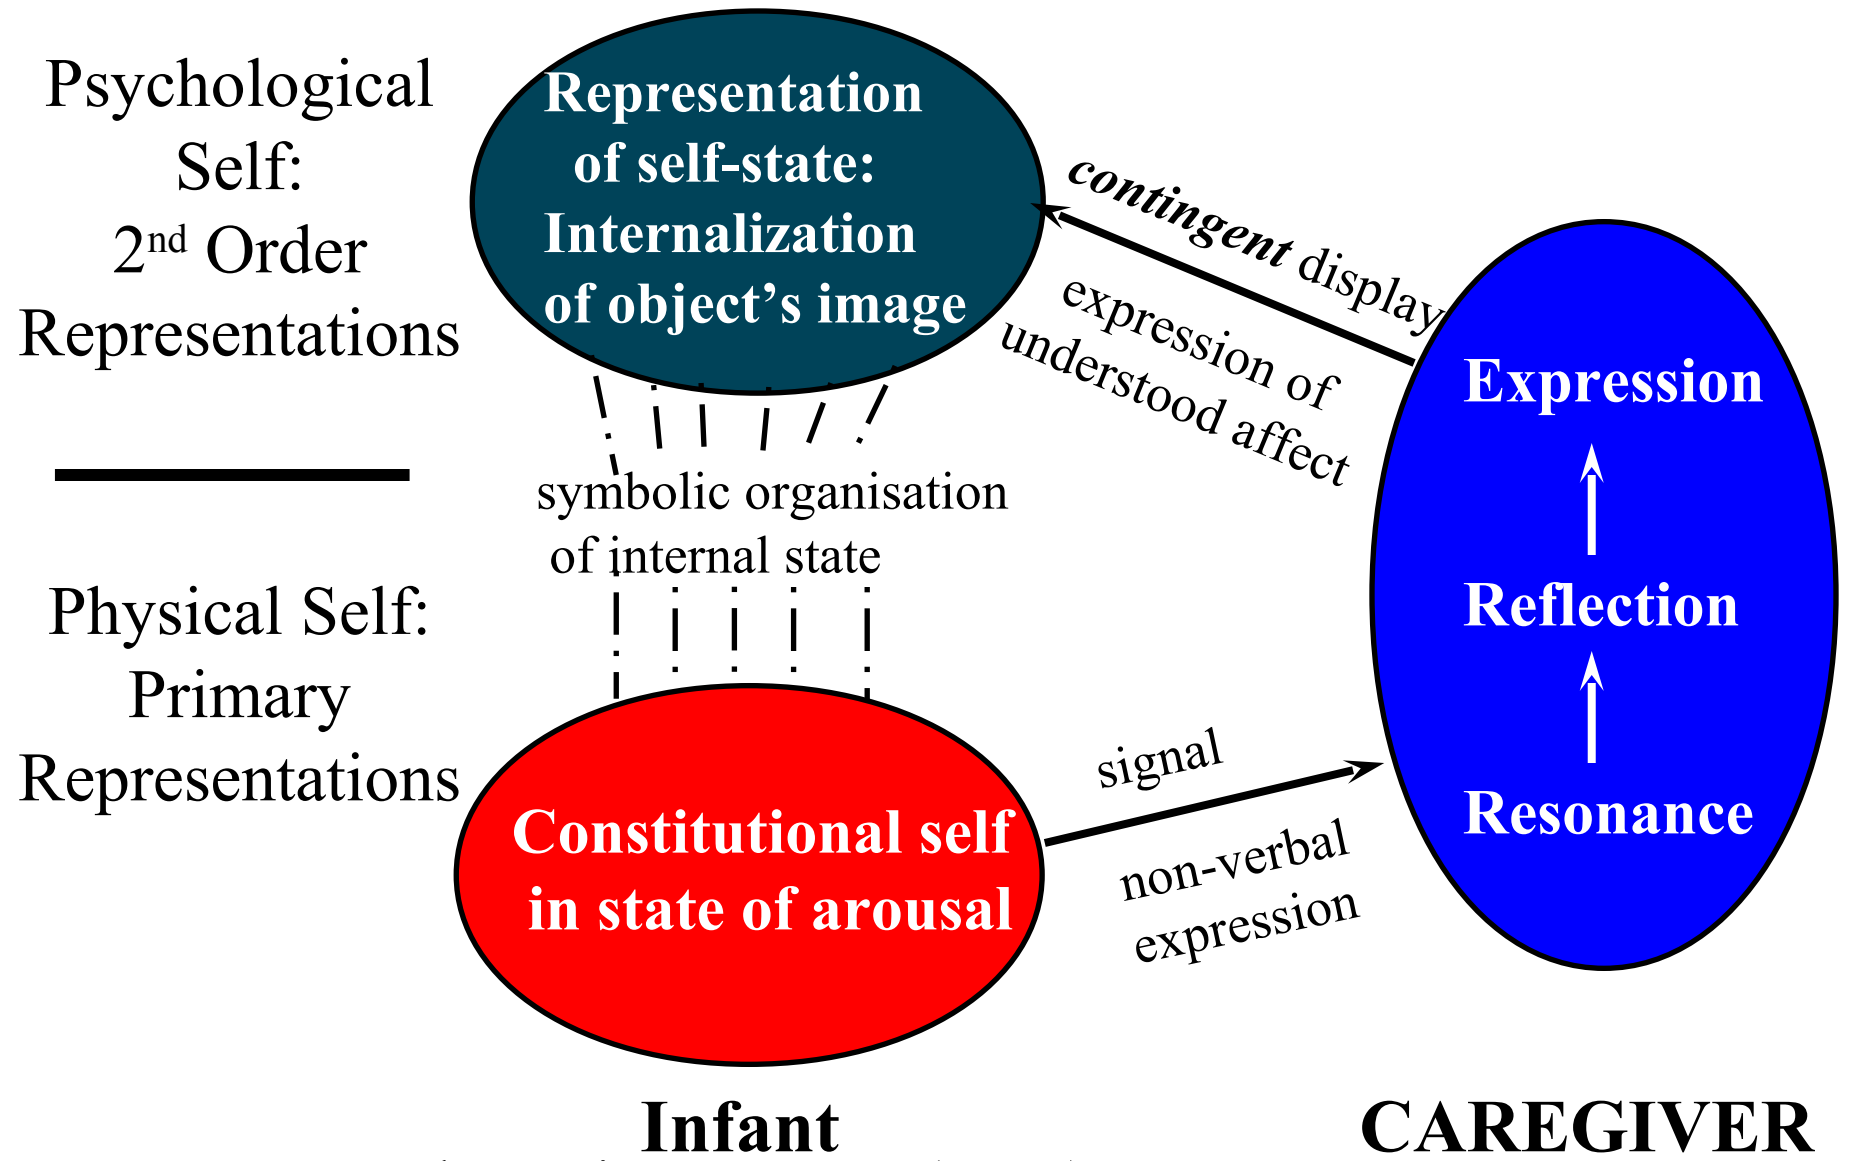 Psychological
Self:
2nd Order
Representations
Physical Self:
Primary
Representations
Representation
of self-state:
Internalization
of object’s image
symbolic organisation
of internal state
Constitutional self
in state of arousal
contingent display
expression of
understood affect
signal
non-verbal
expression
Expression
Reflection
Resonance
Infant
CAREGIVER